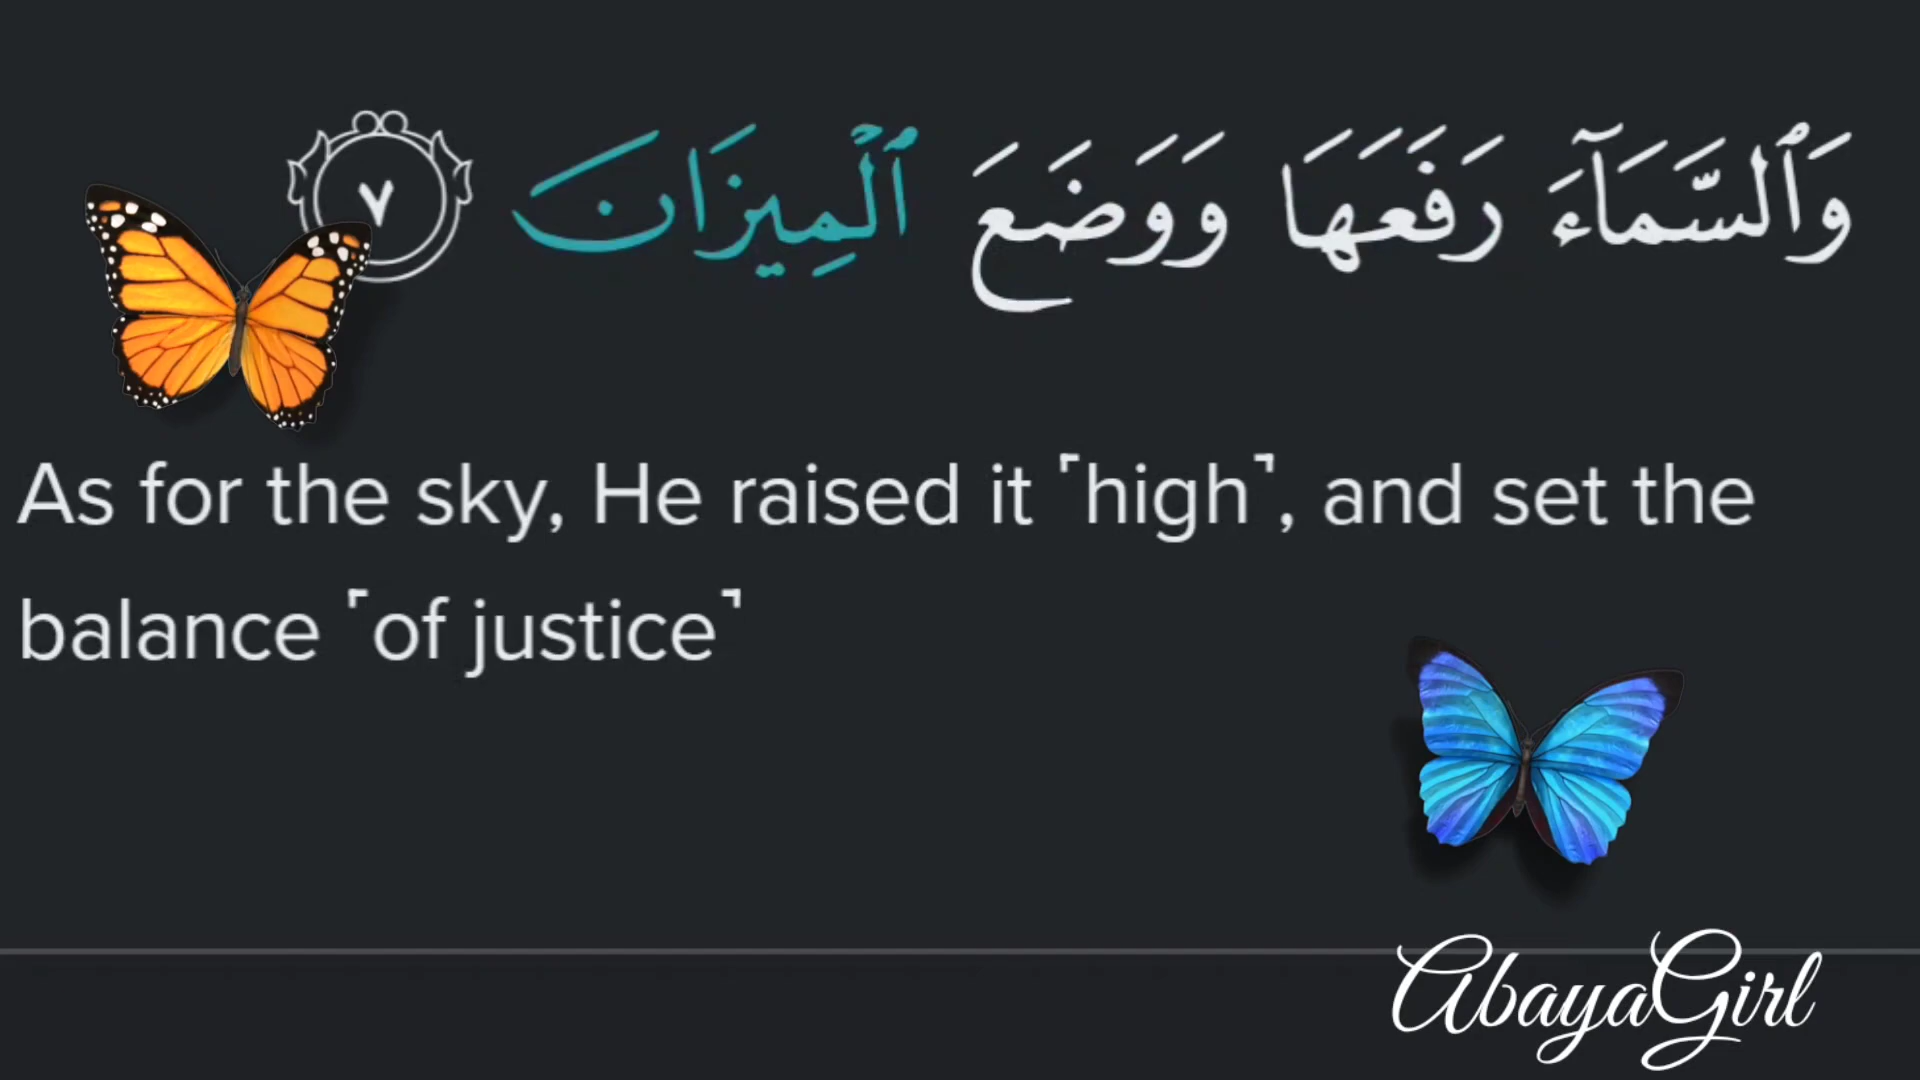 وَٱلسَّمَآءَ رَفَعَهَا وَوَضَعَ ٱلْمِيزَانَ ٧
As for the sky, He raised it ⌜high⌝, and set the
balance ⌜of justice⌝
AbayaGirl